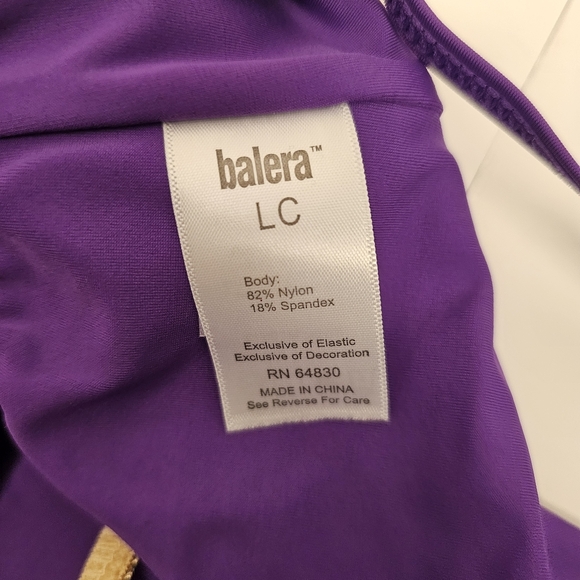 balera™
LC
Body:
82% Nylon
18% Spandex
Exclusive of Elastic
Exclusive of Decoration
RN 64830
MADE IN CHINA
See Reverse For Care